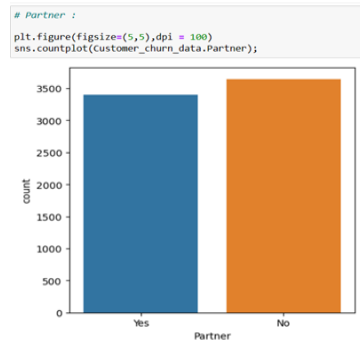 # Partner :
plt.figure(figsize=(5,5),dpi = 100)
sns.countplot(Customer_churn_data.Partner);
3500
3000
2500
2000
1500
1000
500
0
count
Yes No
Partner